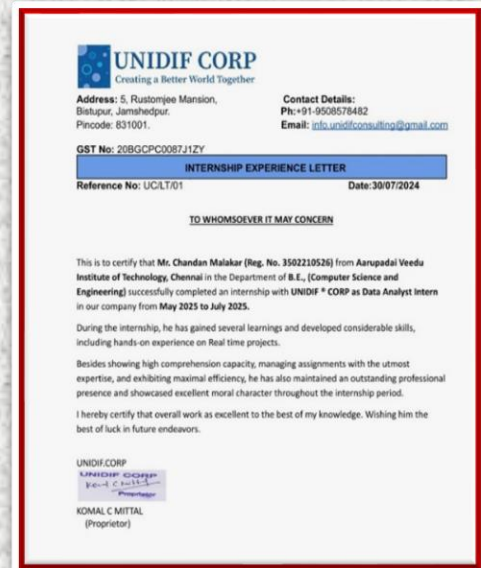 UNIDIF CORP
Creating a Better World Together
Address: 5, Rustomjee Mansion,
Bistupur, Jamshedpur.
Pincode: 831001.
Contact Details:
Ph:+91-9508578482
Email: info.unidifconsulting@gmail.com
GST No: 20BGCPC0087J1ZY
INTERNSHIP EXPERIENCE LETTER
Reference No: UC/LT/01 Date:30/07/2024
TO WHOMSOEVER IT MAY CONCERN
This is to certify that Mr. Chandan Malakar (Reg. No. 3502210526) from Aarupadai Veedu
Institute of Technology, Chennai in the Department of B.E., (Computer Science and
Engineering) successfully completed an internship with UNIDIF ® CORP as Data Analyst Intern
in our company from May 2025 to July 2025.
During the internship, he has gained several learnings and developed considerable skills,
including hands-on experience on Real time projects.
Besides showing high comprehension capacity, managing assignments with the utmost
expertise, and exhibiting maximal efficiency, he has also maintained an outstanding professional
presence and showcased excellent moral character throughout the internship period.
I hereby certify that overall work as excellent to the best of my knowledge. Wishing him the
best of luck in future endeavors.
UNIDIF.CORP
UNIDIF CORP
Proprietor
KOMAL C MITTAL
(Proprietor)